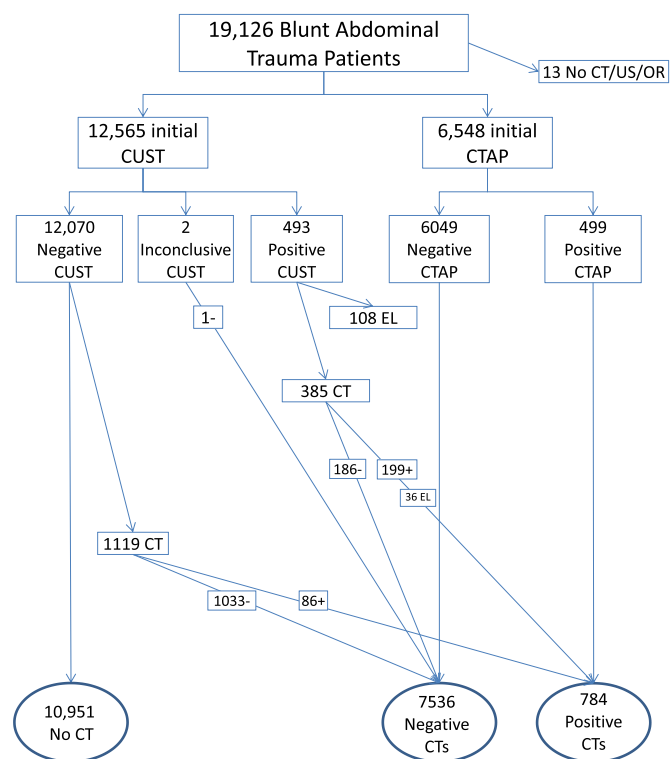 19,126 Blunt Abdominal
Trauma Patients
13 No CT/US/OR
12,565 initial
CUST
6,548 initial
CTAP
12,070
Negative
CUST
2
Inconclusive
CUST
493
Positive
CUST
6049
Negative
CTAP
499
Positive
CTAP
1-
108 EL
385 CT
186-
199+
36 EL
1119 CT
1033-
86+
10,951
No CT
7536
Negative
CTs
784
Positive
CTs